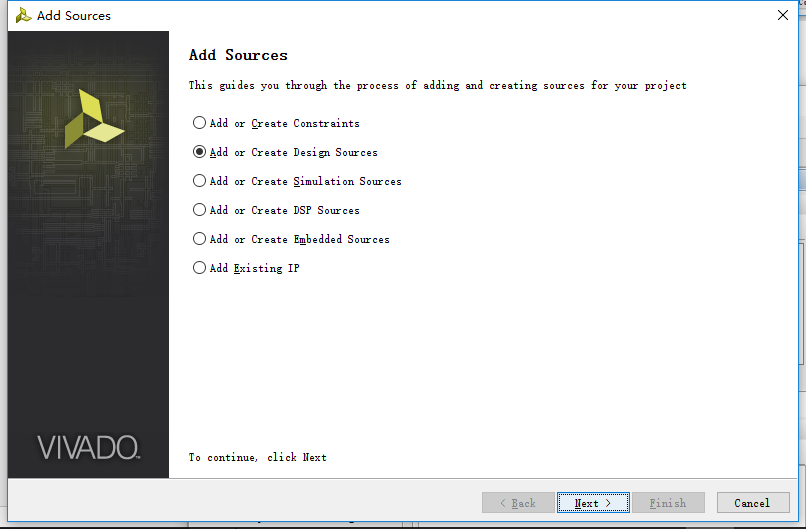 Add Sources
Add Sources
This guides you through the process of adding and creating sources for your project
Add or Create Constraints
Add or Create Design Sources
Add or Create Simulation Sources
Add or Create DSP Sources
Add or Create Embedded Sources
Add Existing IP
VIVADO
To continue, click Next
< Back
Next >
Finish
Cancel